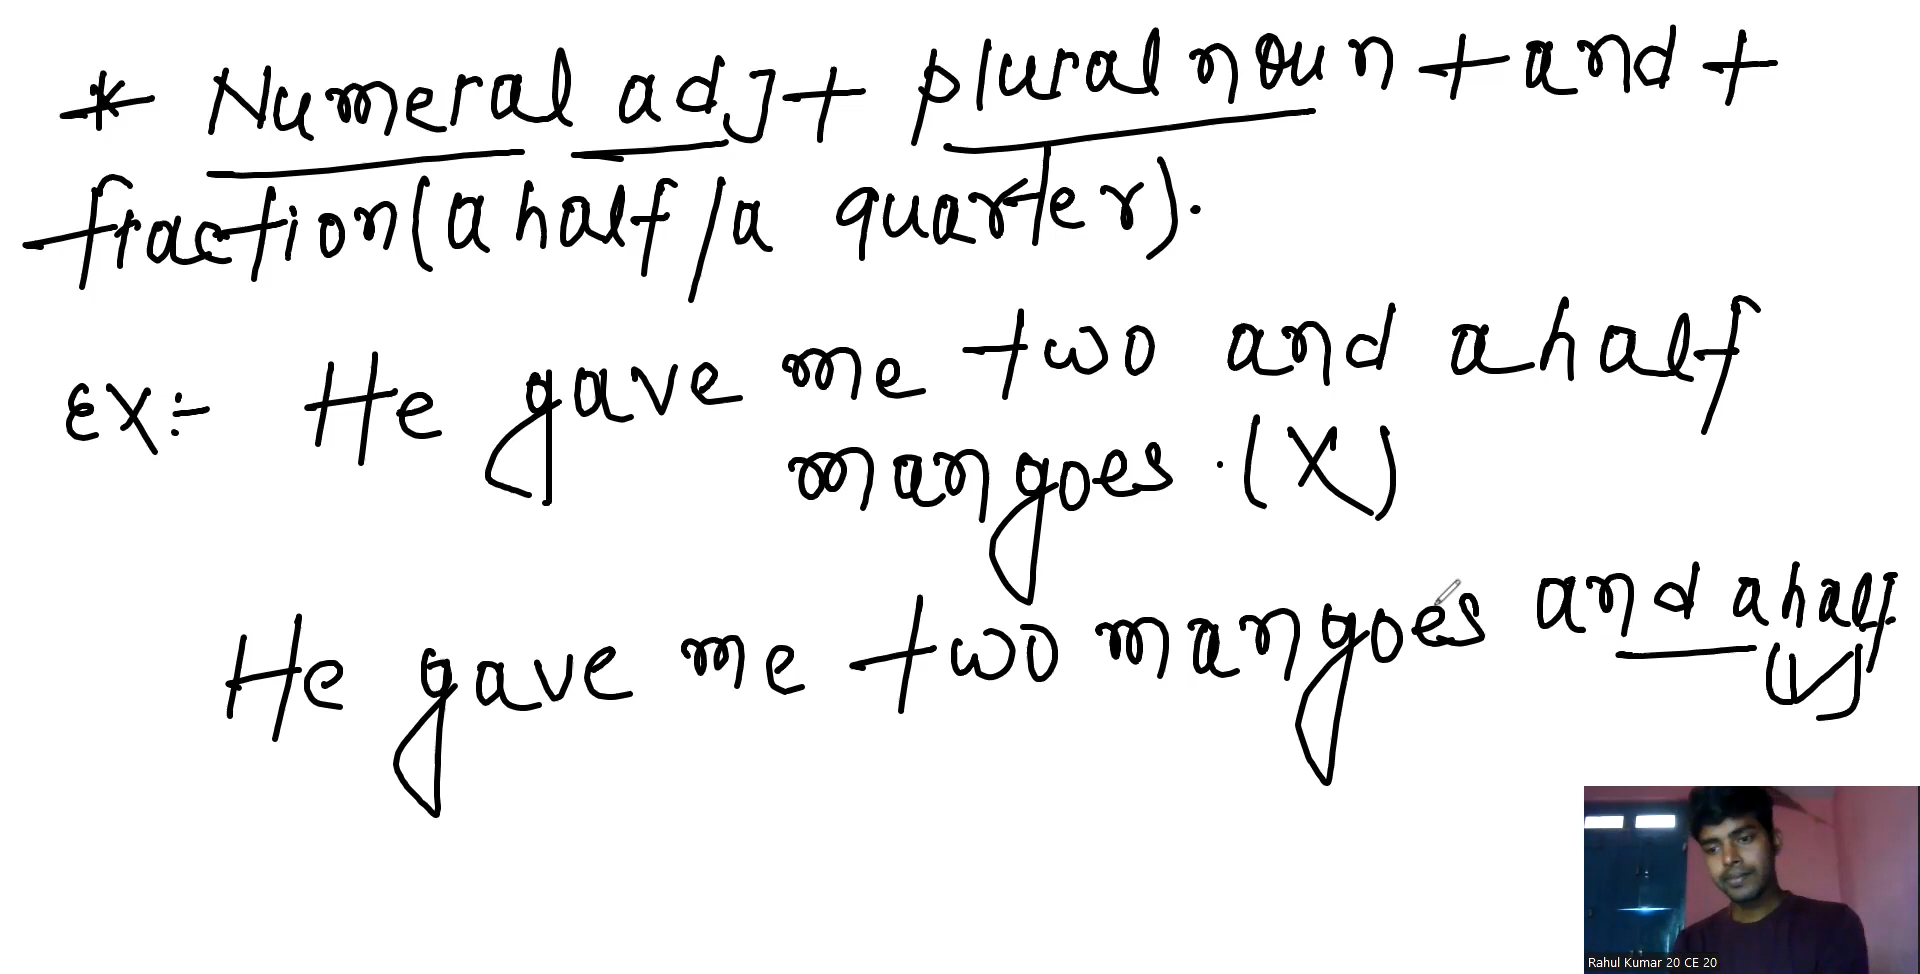 * Numeral adj + plural noun + and +
fraction (a half / a quarter).
Ex:- He gave me two and a half
mangoes. (X)
He gave me two mangoes and a half.
(✓)
Rahul Kumar 20 CE 20